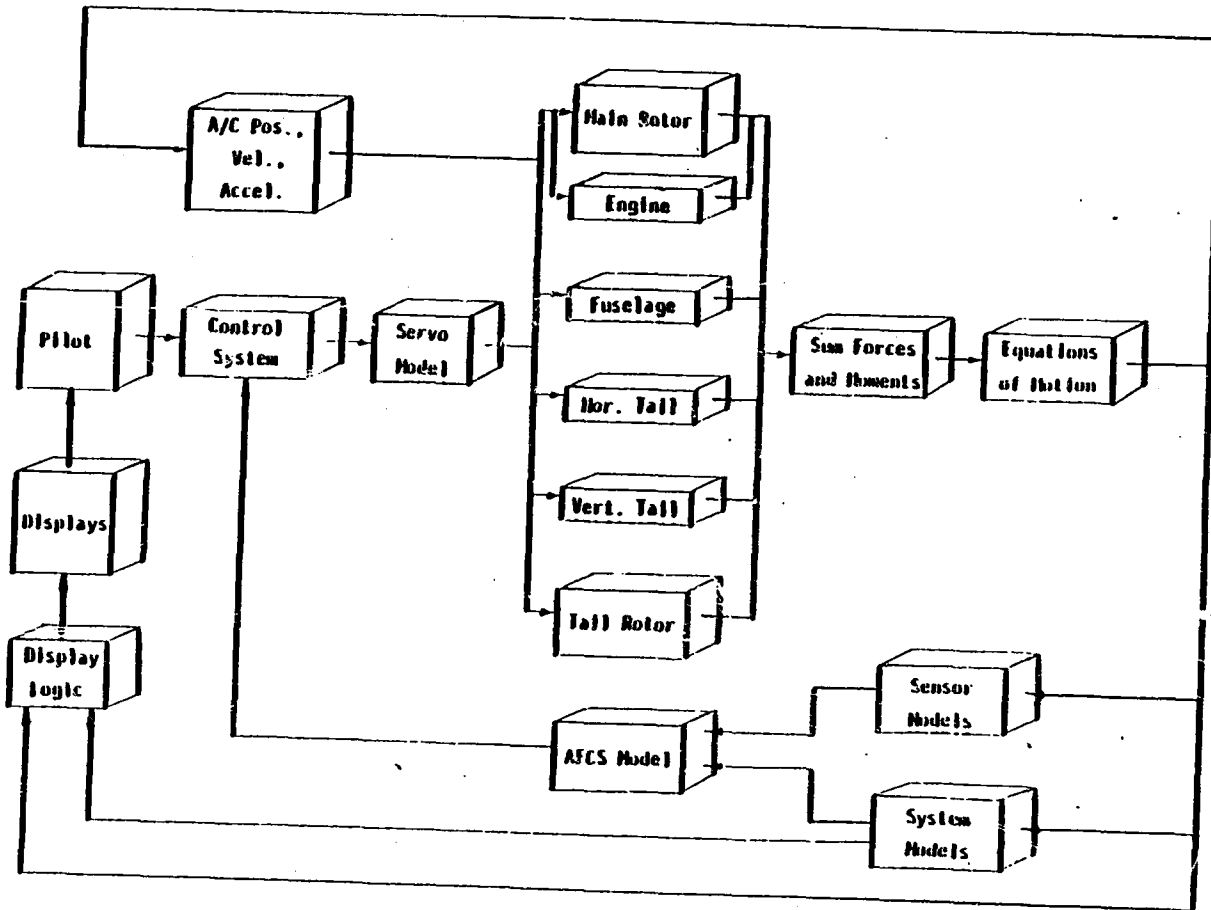 A/C Pos.,
Vel.,
Accel.
Main Rotor
Engine
Fuselage
Hor. Tail
Vert. Tail
Tail Rotor
Pilot
Control
System
Servo
Model
Sum Forces
and Moments
Equations
of Motion
Displays
Display
Logic
AFCS Model
Sensor
Models
System
Models